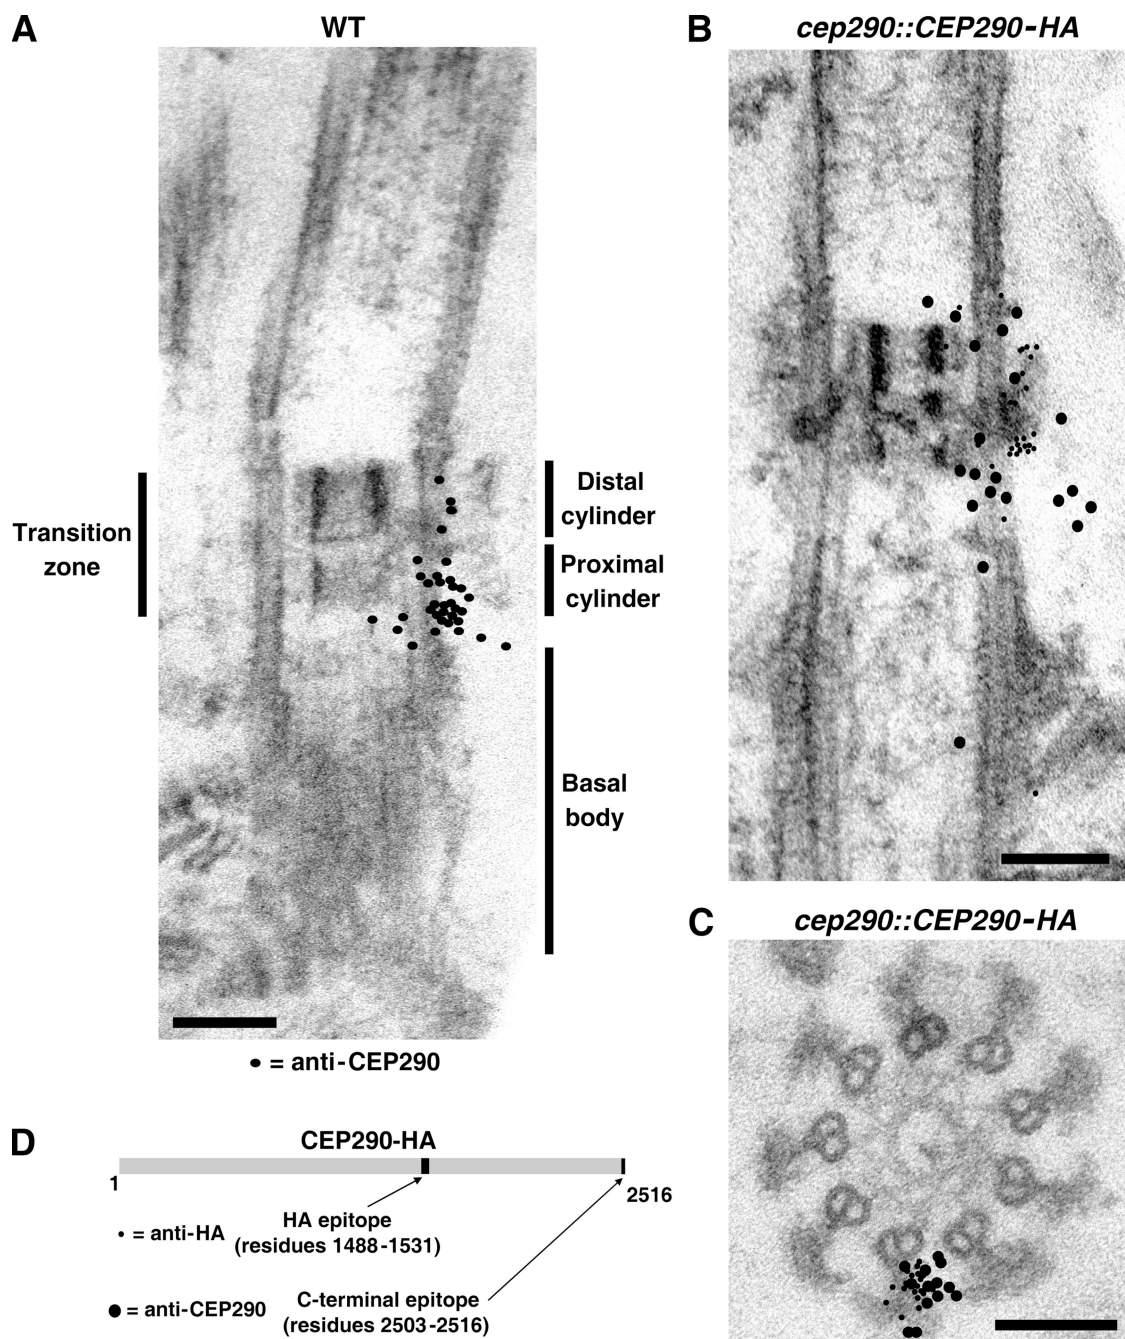 A
WT
Transition
zone
Distal
cylinder
Proximal
cylinder
Basal
body
● = anti-CEP290
B
cep290::CEP290-HA
C
cep290::CEP290-HA
D
CEP290-HA
1
2516
• = anti-HA
HA epitope
(residues 1488-1531)
● = anti-CEP290
C-terminal epitope
(residues 2503-2516)